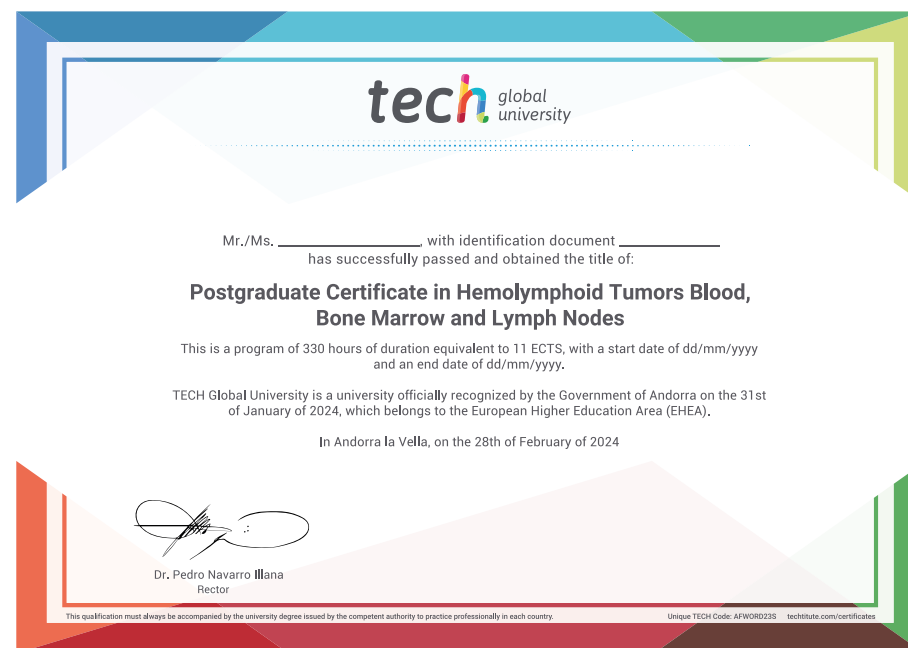 tech global university
Mr./Ms. ____________________, with identification document ______________
has successfully passed and obtained the title of:
Postgraduate Certificate in Hemolymphoid Tumors Blood,
Bone Marrow and Lymph Nodes
This is a program of 330 hours of duration equivalent to 11 ECTS, with a start date of dd/mm/yyyy
and an end date of dd/mm/yyyy.
TECH Global University is a university officially recognized by the Government of Andorra on the 31st
of January of 2024, which belongs to the European Higher Education Area (EHEA).
In Andorra la Vella, on the 28th of February of 2024
Dr. Pedro Navarro Illana
Rector
This qualification must always be accompanied by the university degree issued by the competent authority to practice professionally in each country.
Unique TECH Code: AFWORD23S techtitute.com/certificates